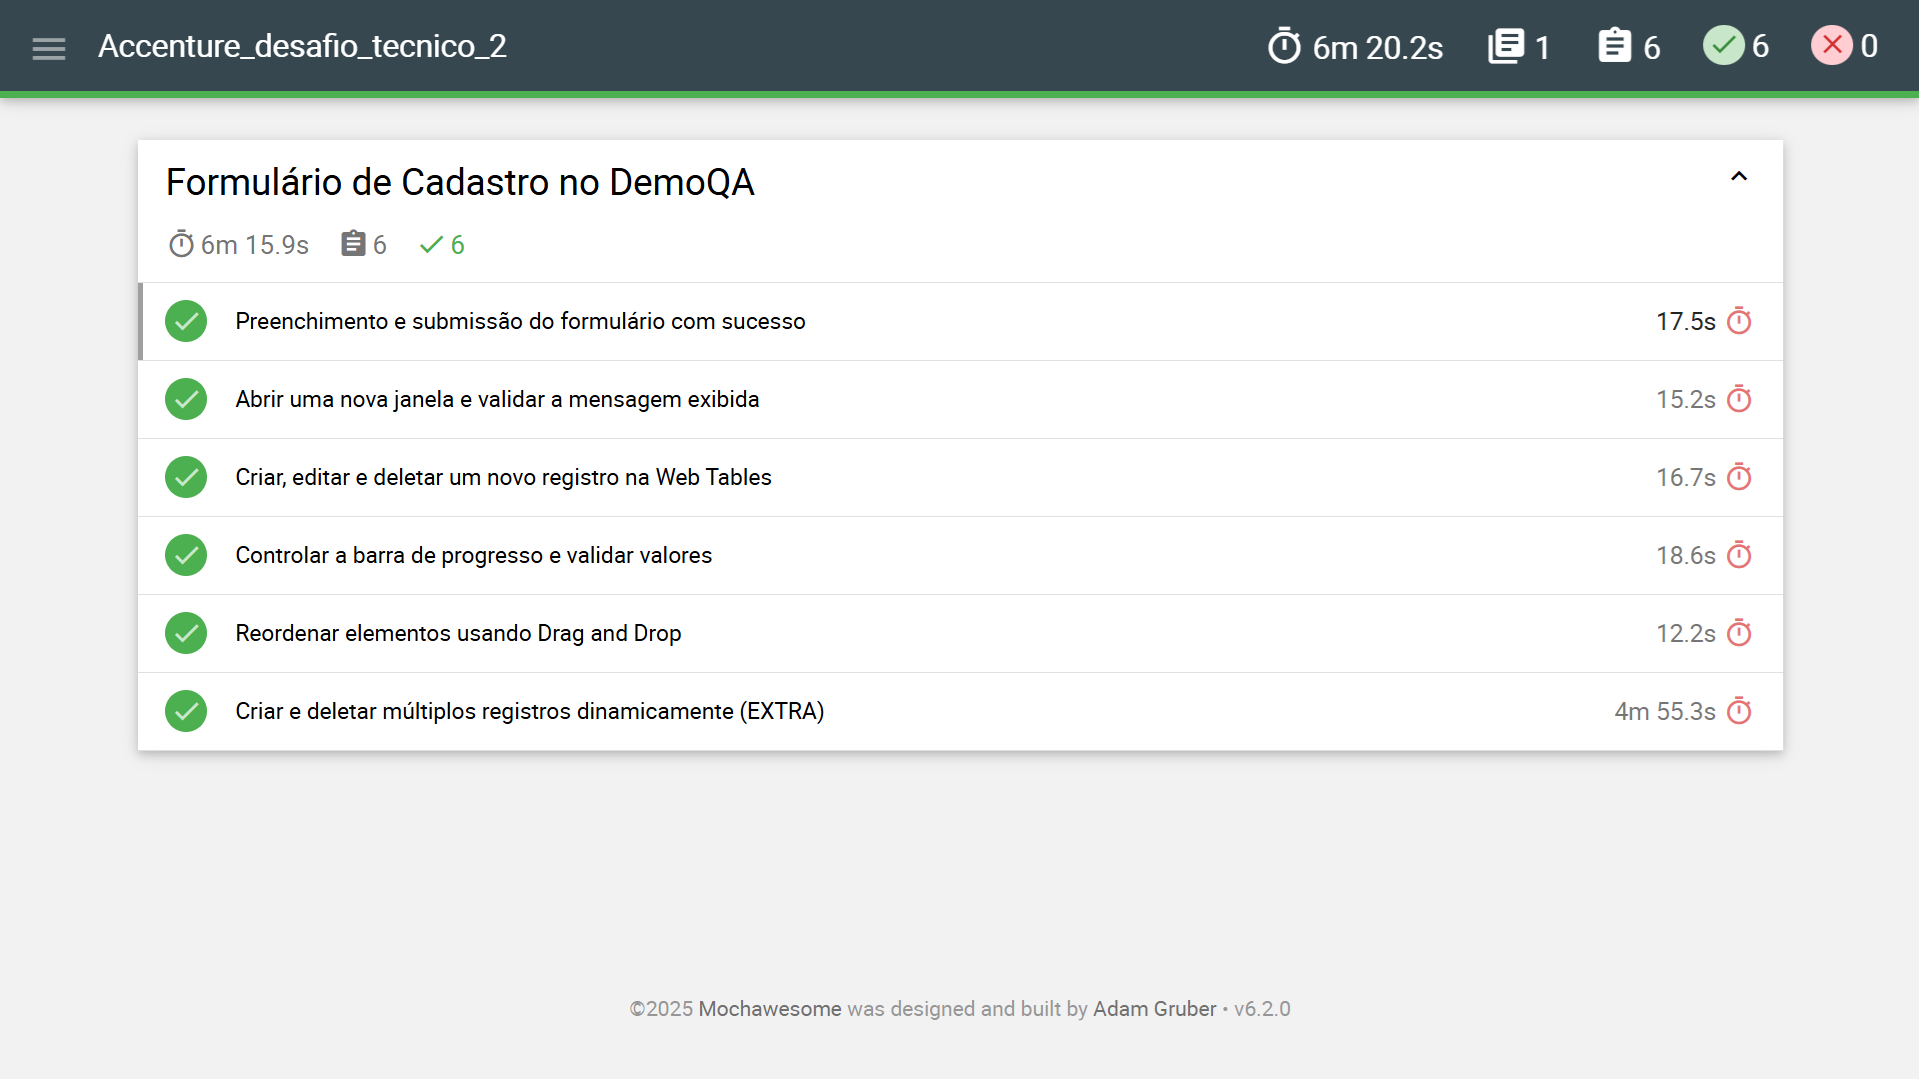 Accenture_desafio_tecnico_2
6m 20.2s 1 6 6 0
Formulário de Cadastro no DemoQA
6m 15.9s 6 6
Preenchimento e submissão do formulário com sucesso 17.5s
Abrir uma nova janela e validar a mensagem exibida 15.2s
Criar, editar e deletar um novo registro na Web Tables 16.7s
Controlar a barra de progresso e validar valores 18.6s
Reordenar elementos usando Drag and Drop 12.2s
Criar e deletar múltiplos registros dinamicamente (EXTRA) 4m 55.3s
©2025 Mochawesome was designed and built by Adam Gruber • v6.2.0